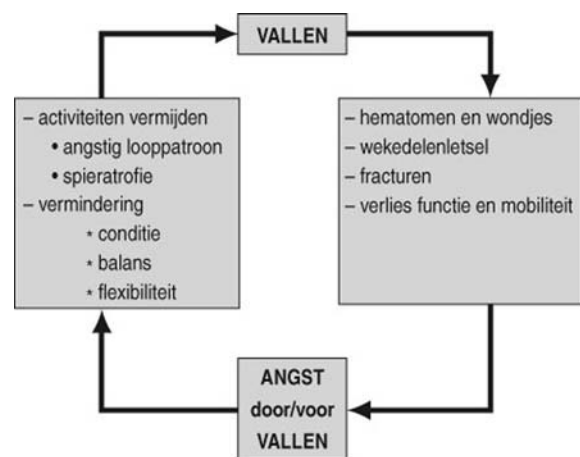 VALLEN
– activiteiten vermijden
• angstig looppatroon
• spieratrofie
– vermindering
* conditie
* balans
* flexibiliteit
– hematomen en wondjes
– wekedelenletsel
– fracturen
– verlies functie en mobiliteit
ANGST
door/voor
VALLEN